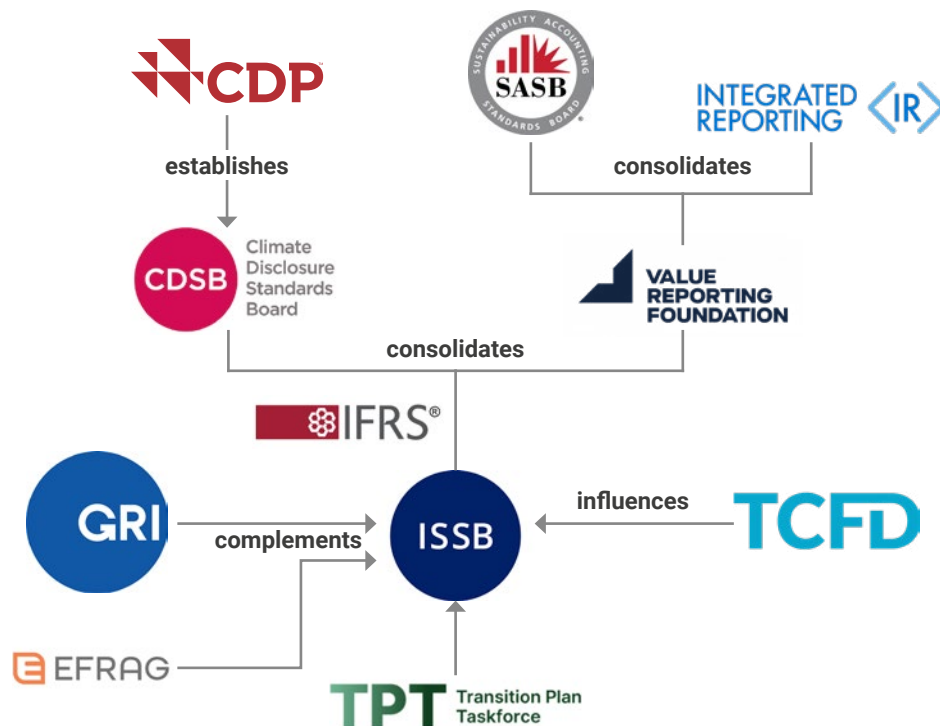 CDP
SUSTAINABILITY ACCOUNTING
SASB
STANDARDS BOARD
®
INTEGRATED
REPORTING
<IR>
establishes
consolidates
CDSB
Climate
Disclosure
Standards
Board
VALUE
REPORTING
FOUNDATION
consolidates
IFRS®
GRI
complements
ISSB
influences
TCFD
EFRAG
TPT
Transition Plan
Taskforce